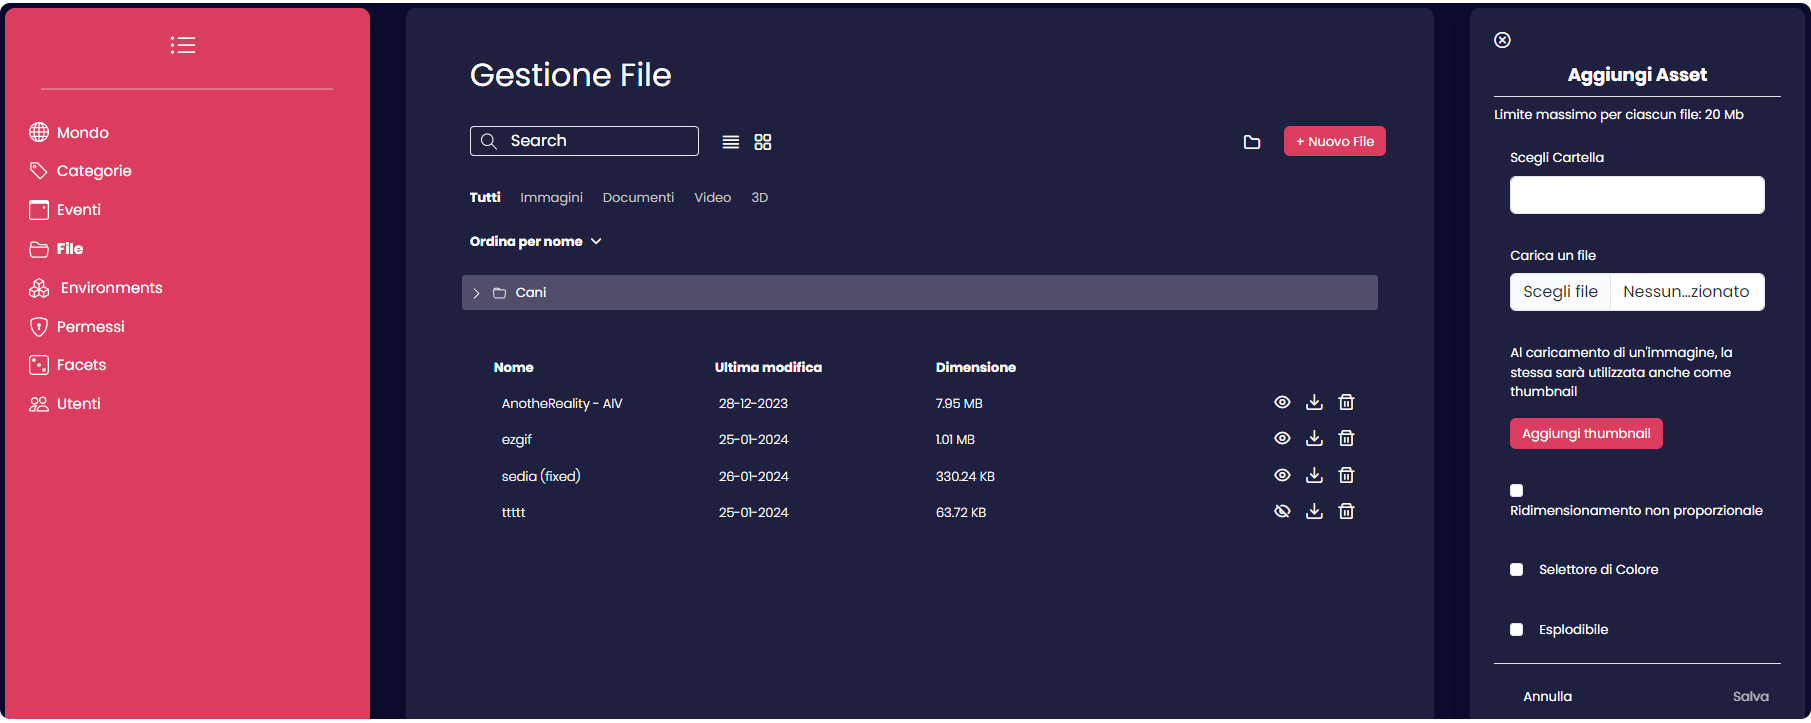 Mondo
Categorie
Eventi
File
Environments
Permessi
Facets
Utenti
Gestione File
Search
+ Nuovo File
Tutti Immagini Documenti Video 3D
Ordina per nome
Cani
Nome Ultima modifica Dimensione
AnotheReality - AIV 28-12-2023 7.95 MB
ezgif 25-01-2024 1.01 MB
sedia (fixed) 26-01-2024 330.24 KB
ttttt 25-01-2024 63.72 KB
Aggiungi Asset
Limite massimo per ciascun file: 20 Mb
Scegli Cartella
Carica un file
Scegli file Nessun...zionato
Al caricamento di un'immagine, la
stessa sarà utilizzata anche come
thumbnail
Aggiungi thumbnail
Ridimensionamento non proporzionale
Selettore di Colore
Esplodibile
Annulla Salva